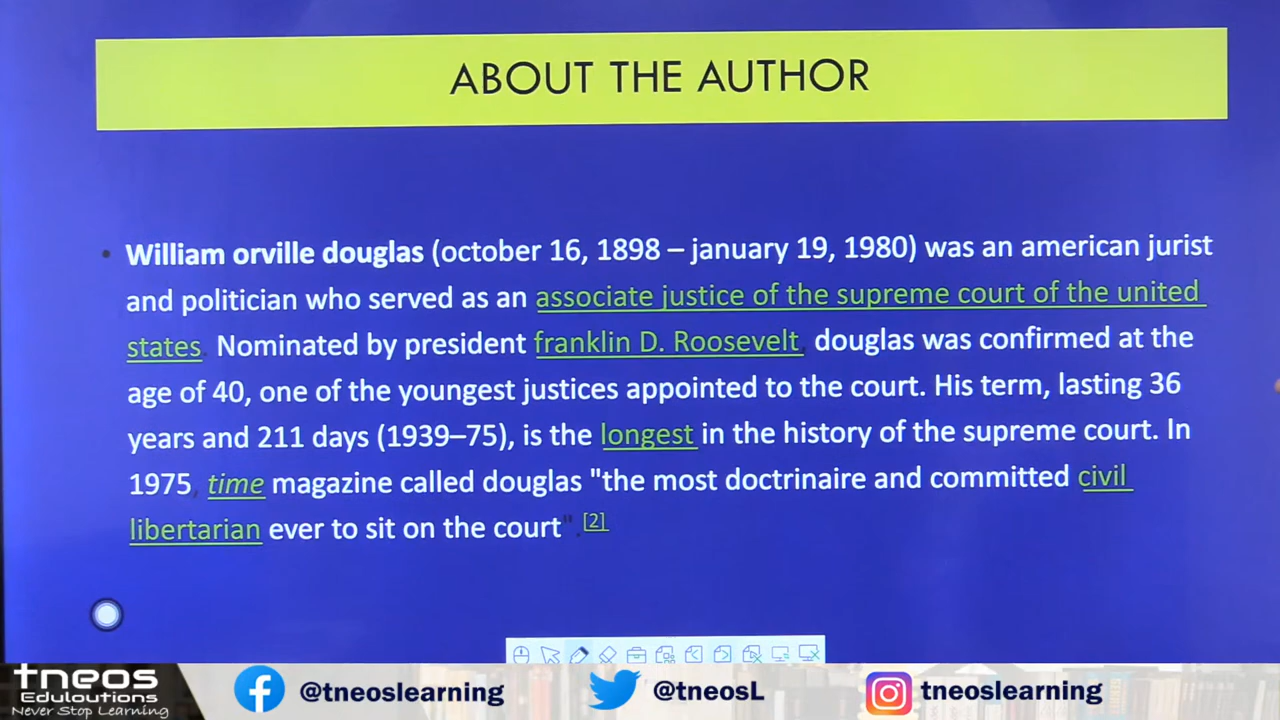 ABOUT THE AUTHOR
• William orville douglas (october 16, 1898 – january 19, 1980) was an american jurist
and politician who served as an associate justice of the supreme court of the united
states. Nominated by president franklin D. Roosevelt, douglas was confirmed at the
age of 40, one of the youngest justices appointed to the court. His term, lasting 36
years and 211 days (1939–75), is the longest in the history of the supreme court. In
1975, time magazine called douglas "the most doctrinaire and committed civil
libertarian ever to sit on the court".[2]
tneos
Edulautions
Never Stop Learning
@tneoslearning
@tneosL
tneoslearning